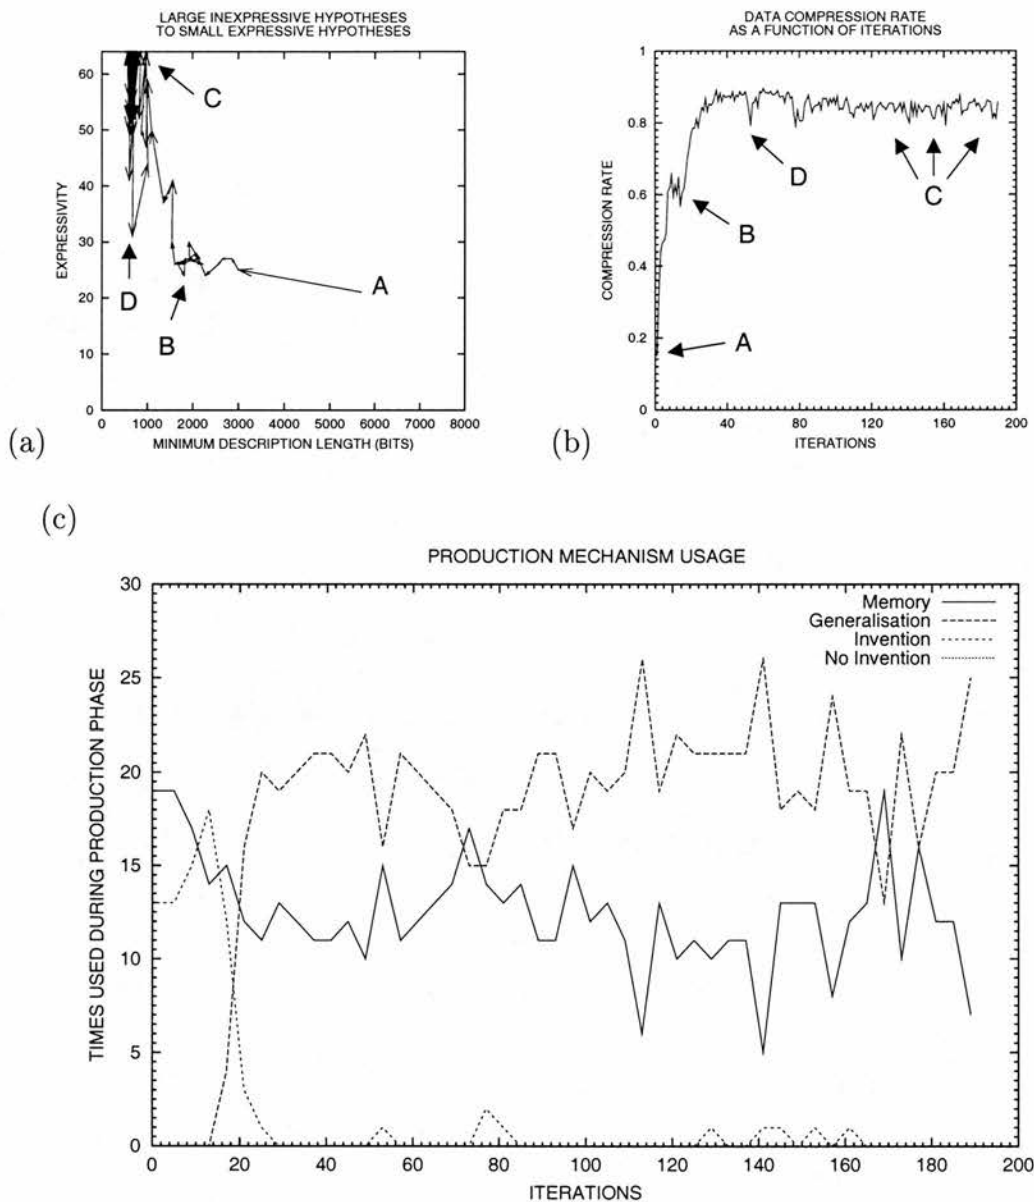 LARGE INEXPRESSIVE HYPOTHESES
TO SMALL EXPRESSIVE HYPOTHESES
60
50
40
30
20
10
0
EXPRESSIVITY
C
D
B
A
0 1000 2000 3000 4000 5000 6000 7000 8000
MINIMUM DESCRIPTION LENGTH (BITS)
(a)
DATA COMPRESSION RATE
AS A FUNCTION OF ITERATIONS
1
0.8
0.6
0.4
0.2
0
COMPRESSION RATE
D
C
B
A
0 40 80 120 160 200
ITERATIONS
(b)
(c)
PRODUCTION MECHANISM USAGE
30
25
20
15
10
5
0
TIMES USED DURING PRODUCTION PHASE
Memory
Generalisation
Invention
No Invention
0 20 40 60 80 100 120 140 160 180 200
ITERATIONS